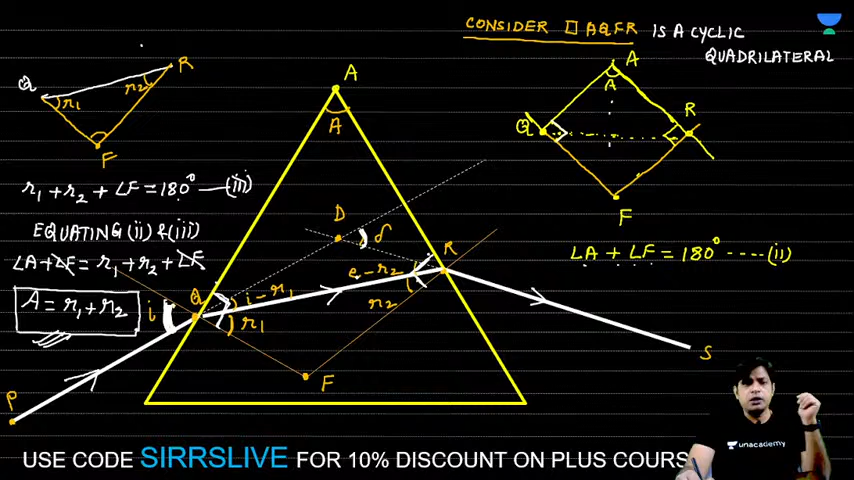 CONSIDER □ AQFR IS A CYCLIC
QUADRILATERAL
Q
R
r1
r2
F
r1 + r2 + ∠F = 180° —(iii)
EQUATING (ii) & (iii)
∠A + ∠F = r1 + r2 + ∠F
A = r1 + r2
A
A
D
δ
R
e - r2
r2
Q
i - r1
r1
i
F
P
S
A
A
Q
R
F
∠A + ∠F = 180° ----(ii)
unacademy
USE CODE SIRRSLIVE FOR 10% DISCOUNT ON PLUS COURS